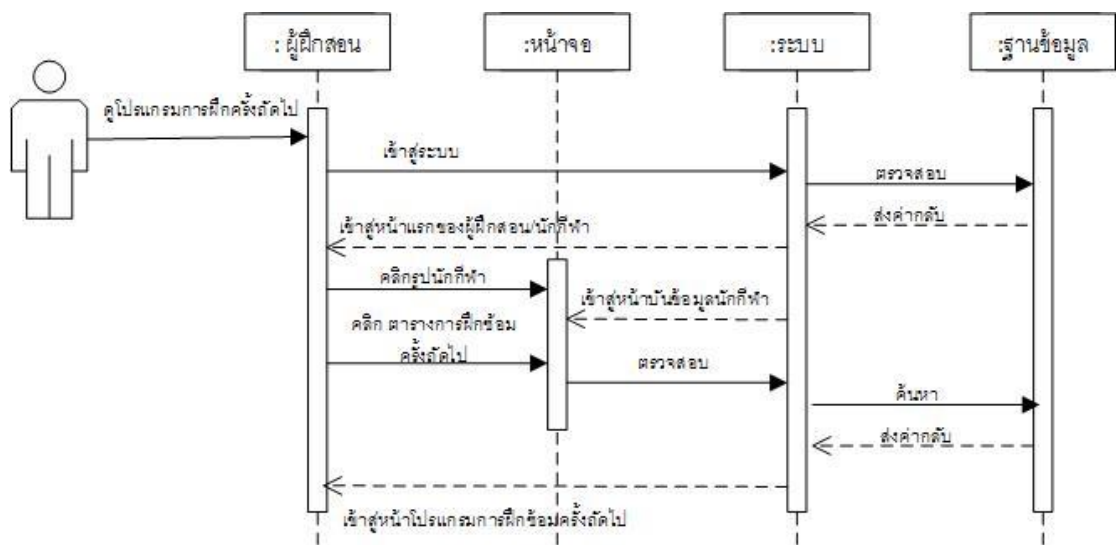 : ผู้ฝึกสอน
:หน้าจอ
:ระบบ
:ฐานข้อมูล
ดูโปรแกรมการฝึกครั้งถัดไป
เข้าสู่ระบบ
ตรวจสอบ
ส่งค่ากลับ
เข้าสู่หน้าแรกของผู้ฝึกสอน/นักกีฬา
คลิกรูปนักกีฬา
เข้าสู่หน้าบันข้อมูลนักกีฬา
คลิก ตารางการฝึกซ้อม
ครั้งถัดไป
ตรวจสอบ
ค้นหา
ส่งค่ากลับ
เข้าสู่หน้าโปรแกรมการฝึกซ้อมครั้งถัดไป